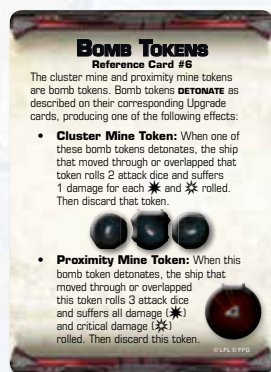 BOMB TOKENS
Reference Card #6
The cluster mine and proximity mine tokens
are bomb tokens. Bomb tokens DETONATE as
described on their corresponding Upgrade
cards, producing one of the following effects:
• Cluster Mine Token: When one of
these bomb tokens detonates, the ship
that moved through or overlapped that
token rolls 2 attack dice and suffers
1 damage for each and rolled.
Then discard that token.
• Proximity Mine Token: When this
bomb token detonates, the ship that
moved through or overlapped
this token rolls 3 attack dice
and suffers all damage ( )
and critical damage ( )
rolled. Then discard this token.
© LFL © FFG